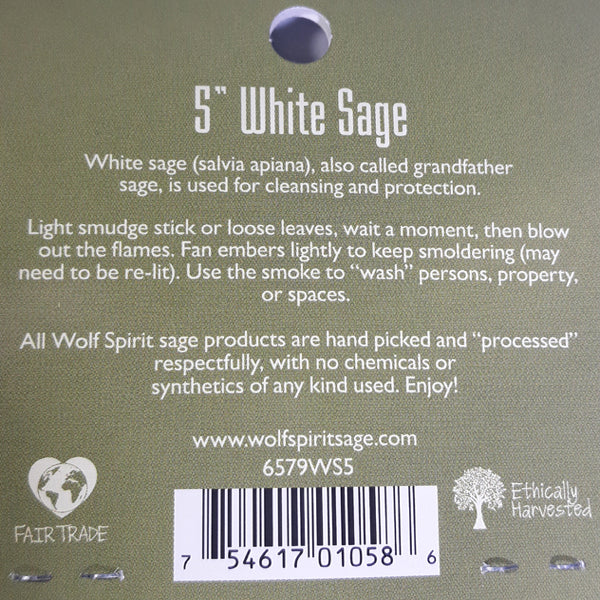 5" White Sage
White sage (salvia apiana), also called grandfather
sage, is used for cleansing and protection.
Light smudge stick or loose leaves, wait a moment, then blow
out the flames. Fan embers lightly to keep smoldering (may
need to be re-lit). Use the smoke to "wash" persons, property,
or spaces.
All Wolf Spirit sage products are hand picked and "processed"
respectfully, with no chemicals or
synthetics of any kind used. Enjoy!
www.wolfspiritsage.com
6579WS5
FAIR TRADE
Ethically
Harvested
7 54617 01058 6